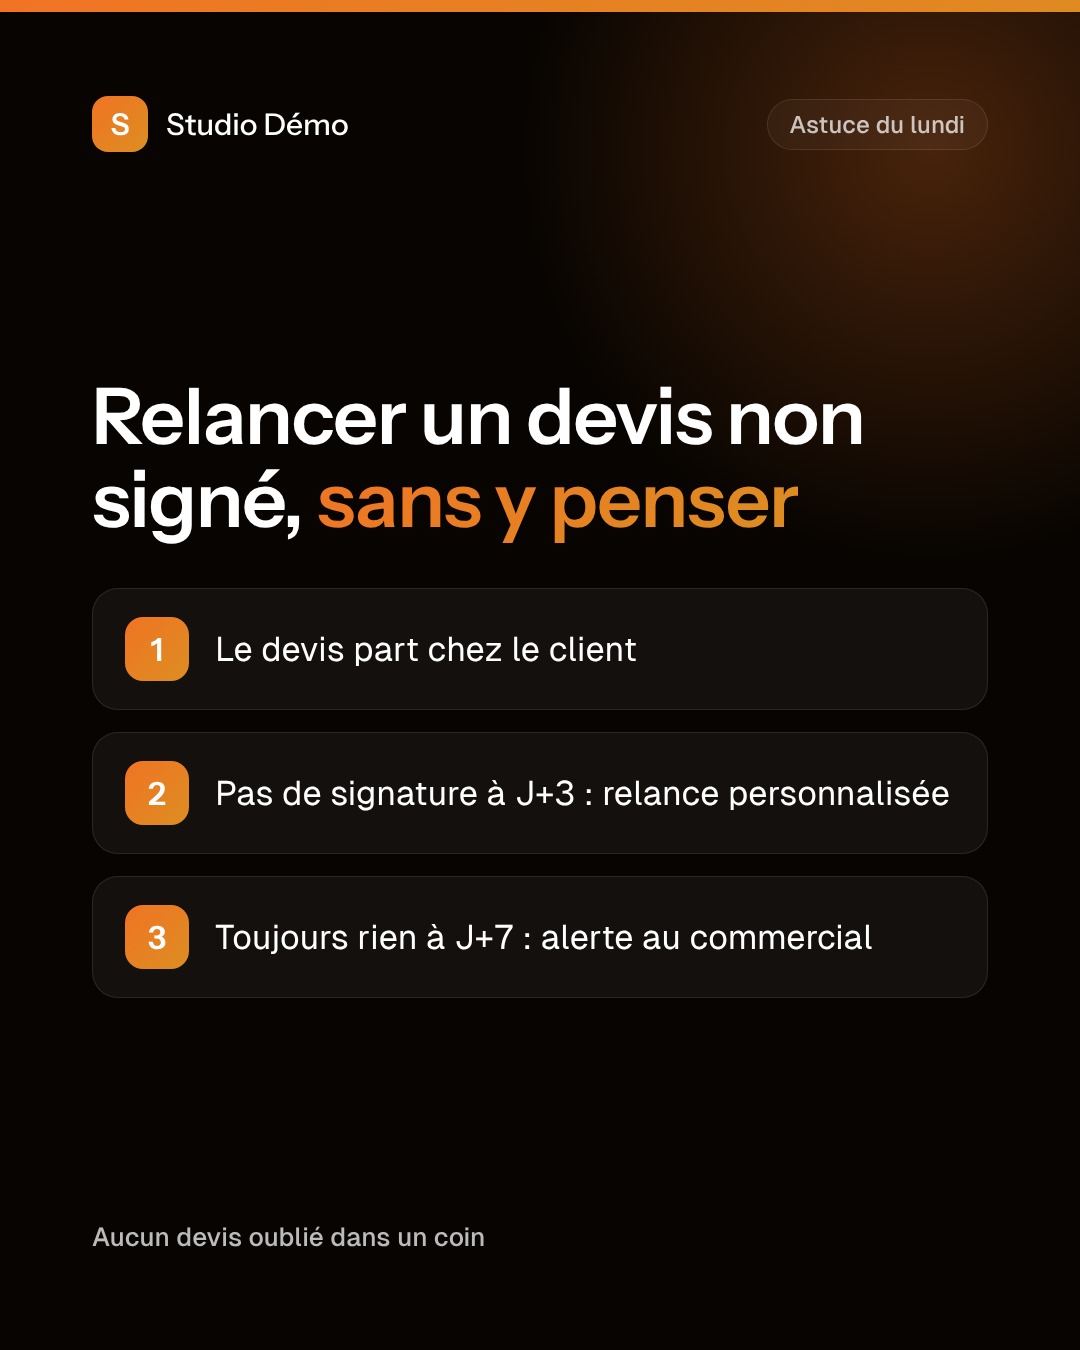 S Studio Démo
Astuce du lundi
Relancer un devis non
signé, sans y penser
1 Le devis part chez le client
2 Pas de signature à J+3 : relance personnalisée
3 Toujours rien à J+7 : alerte au commercial
Aucun devis oublié dans un coin